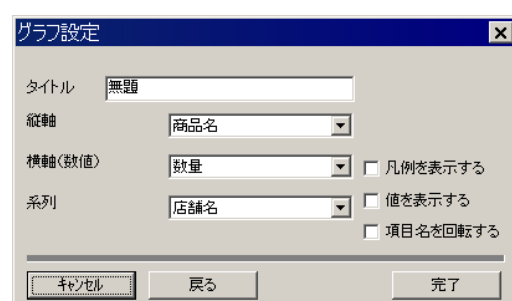 グラフ設定
タイトル 無題
縦軸 商品名
横軸(数値) 数量 凡例を表示する
系列 店舗名 値を表示する
項目名を回転する
キャンセル 戻る 完了